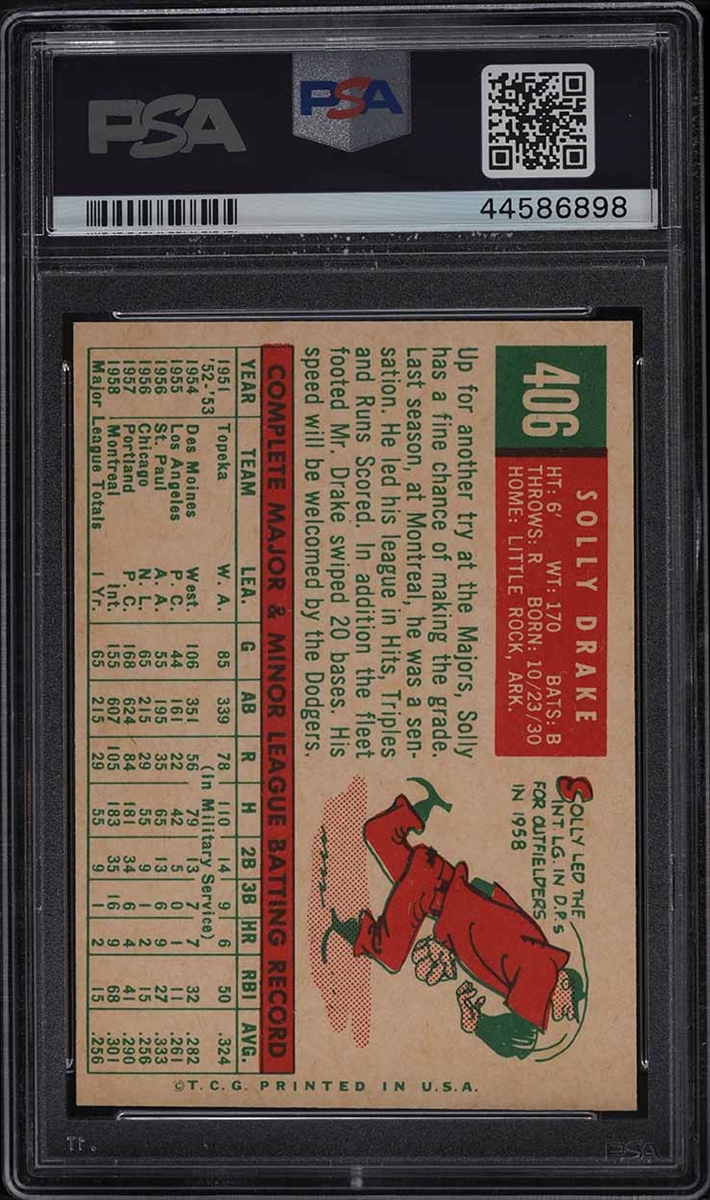 PSA
PSA
44586898
406
SOLLY DRAKE
HT: 6' WT: 170 BATS: B
THROWS: R BORN: 10/23/30
HOME: LITTLE ROCK, ARK.
Up for another try at the Majors, Solly
has a fine chance of making the grade.
Last season, at Montreal, he was a sen-
sation. He led his league in Hits, Triples
and Runs Scored. In addition the fleet
footed Mr. Drake swiped 20 bases. His
speed will be welcomed by the Dodgers.
SOLLY LED THE
INT. LG. IN D.P.s
FOR OUTFIELDERS
IN 1958
COMPLETE MAJOR & MINOR LEAGUE BATTING RECORD
YEAR TEAM LEA. G AB R H 2B 3B HR RBI AVG.
1951 Topeka W. A. 85 339 78 110 14 9 6 50 .324
'52-'53 (In Military Service)
1954 Des Moines West. 106 351 56 79 13 7 7 32 .282
1955 Los Angeles P. C. 44 161 22 42 5 0 1 11 .261
1956 St. Paul A. A. 55 195 35 65 13 6 9 27 .333
1956 Chicago N. L. 65 215 29 55 9 1 2 15 .256
1957 Portland P. C. 168 624 84 181 34 6 4 41 .290
1958 Montreal Int. 155 607 105 183 35 16 9 68 .301
Major League Totals 1 Yr. 65 215 29 55 9 1 2 15 .256
©T.C.G. PRINTED IN U.S.A.
PSA